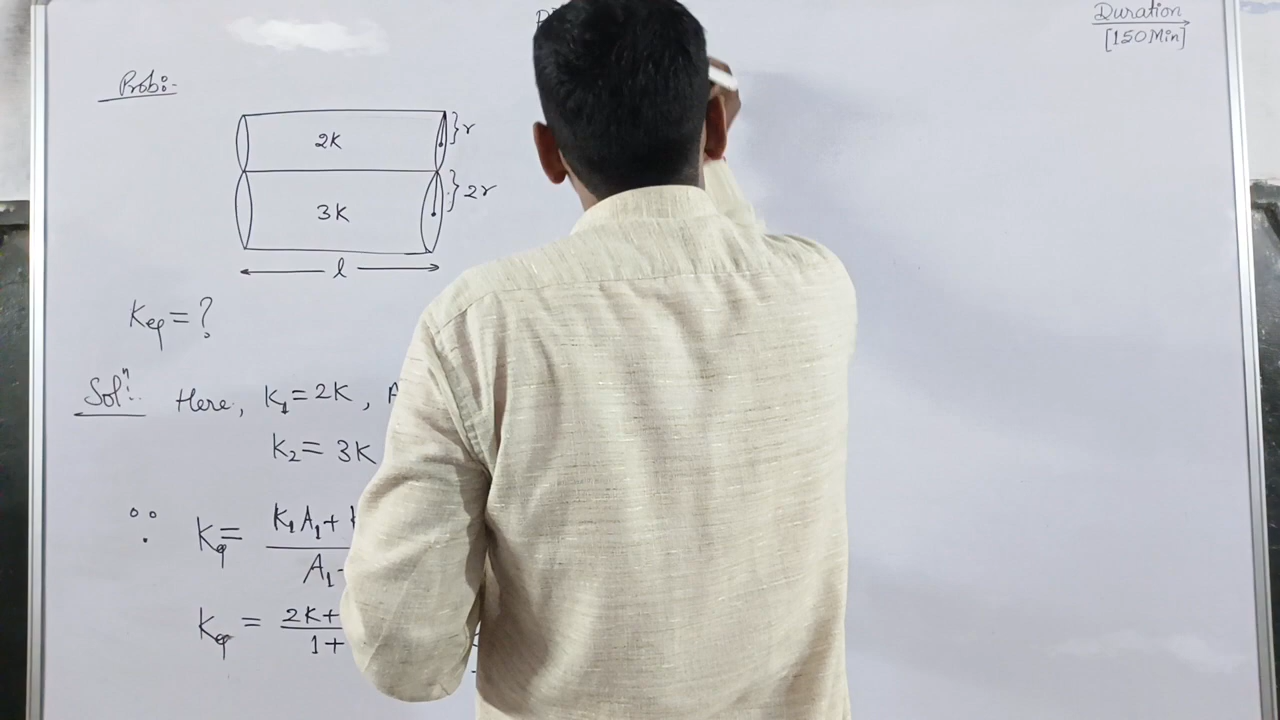 Duration
[150 Min]
Prob:-
2K
}r
3K
}2r
l
Keq = ?
Solⁿ:. Here, K₁ = 2K,
K₂ = 3K
∵ Keq = K₁A₁ +
A₁
Keq = 2K +
1+